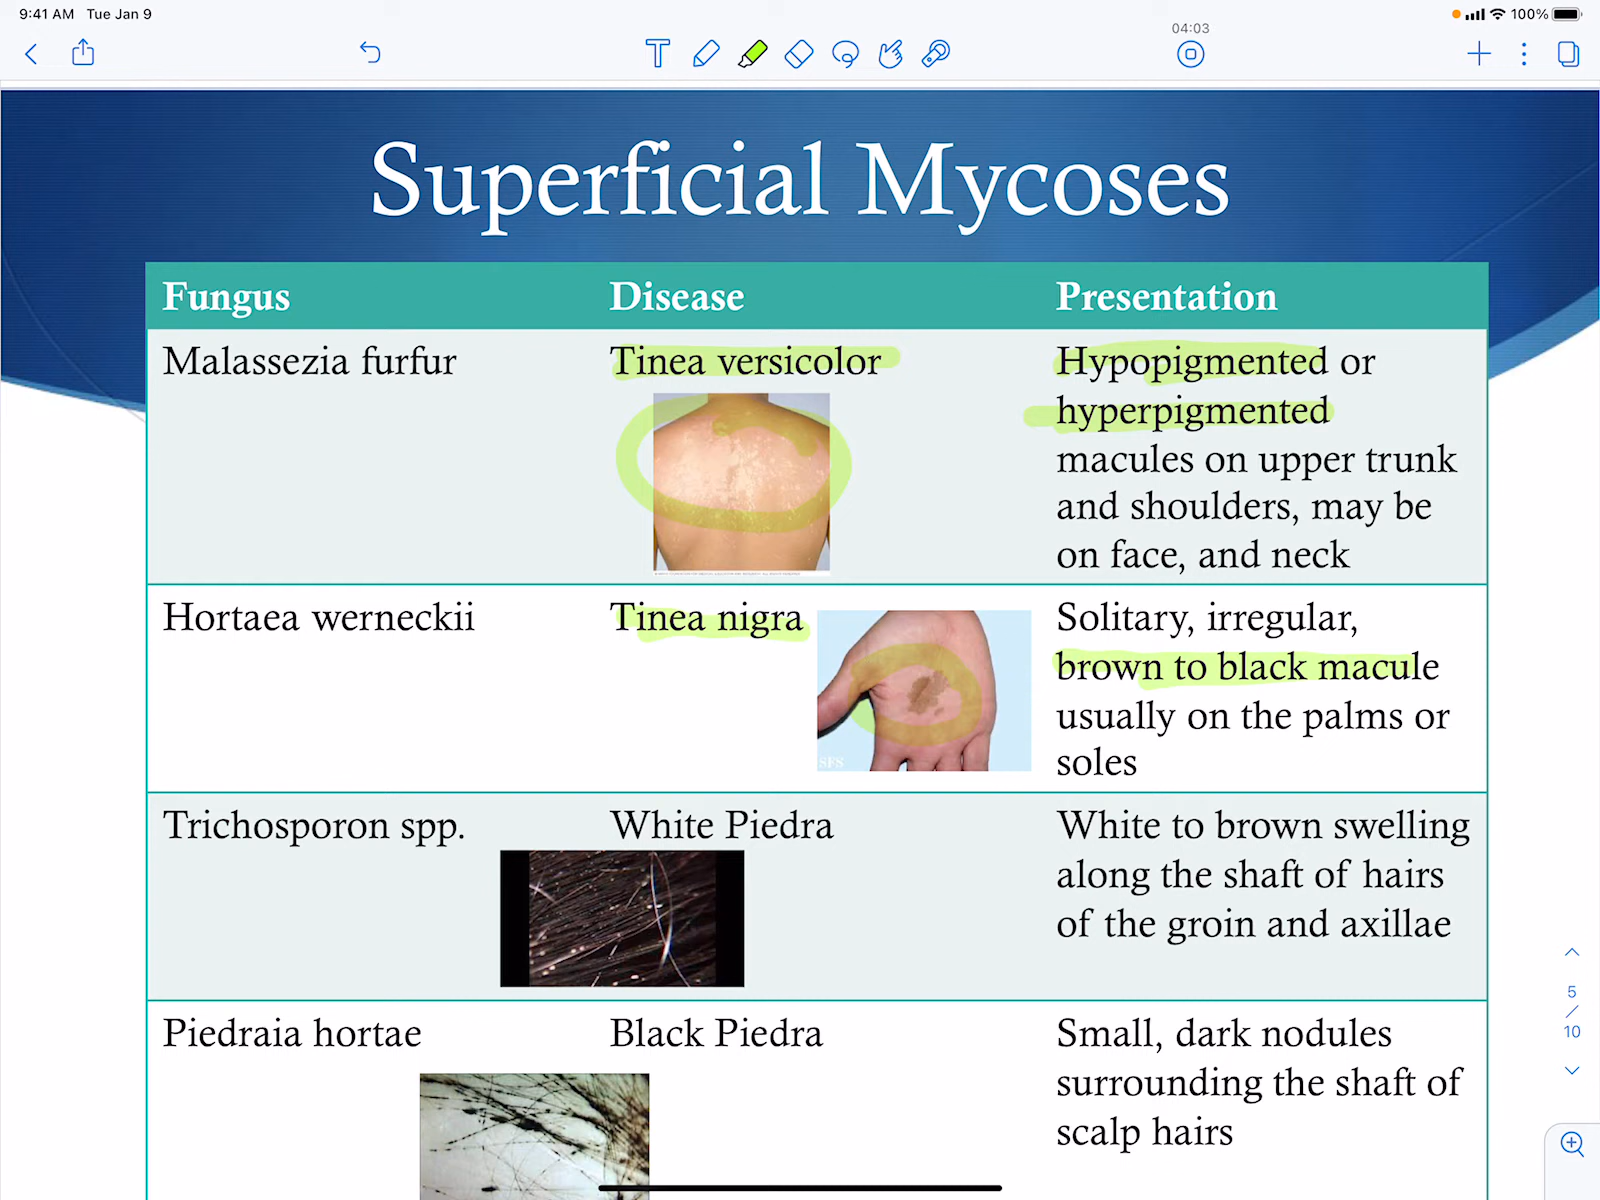 9:41 AM Tue Jan 9
100%
04:03
Superficial Mycoses
Fungus Disease Presentation
Malassezia furfur
Tinea versicolor
Hypopigmented or
hyperpigmented
macules on upper trunk
and shoulders, may be
on face, and neck
Hortaea werneckii
Tinea nigra
SFS
Solitary, irregular,
brown to black macule
usually on the palms or
soles
Trichosporon spp.
White Piedra
White to brown swelling
along the shaft of hairs
of the groin and axillae
Piedraia hortae
Black Piedra
Small, dark nodules
surrounding the shaft of
scalp hairs
5
/
10